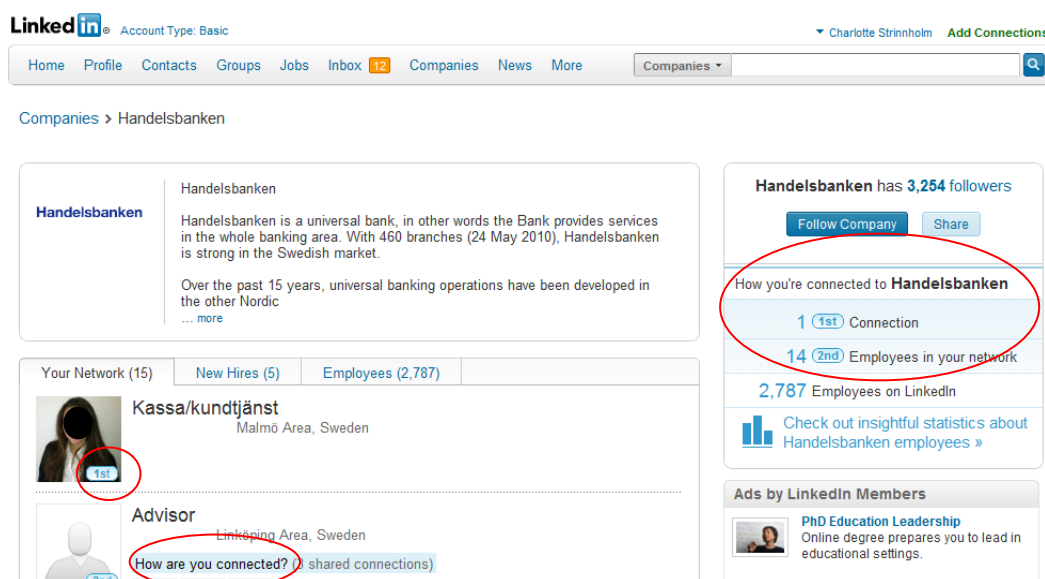 Linked in® Account Type: Basic
Charlotte Strinnholm Add Connections
Home Profile Contacts Groups Jobs Inbox 12 Companies News More Companies
Companies > Handelsbanken
Handelsbanken
Handelsbanken
Handelsbanken is a universal bank, in other words the Bank provides services
in the whole banking area. With 460 branches (24 May 2010), Handelsbanken
is strong in the Swedish market.
Over the past 15 years, universal banking operations have been developed in
the other Nordic
... more
Handelsbanken has 3,254 followers
Follow Company Share
How you're connected to Handelsbanken
1 1st Connection
14 2nd Employees in your network
2,787 Employees on LinkedIn
Check out insightful statistics about
Handelsbanken employees »
Your Network (15) New Hires (5) Employees (2,787)
Kassa/kundtjänst
Malmö Area, Sweden
1st
Advisor
Linköping Area, Sweden
How are you connected? (3 shared connections)
2nd
Ads by LinkedIn Members
PhD Education Leadership
Online degree prepares you to lead in
educational settings.